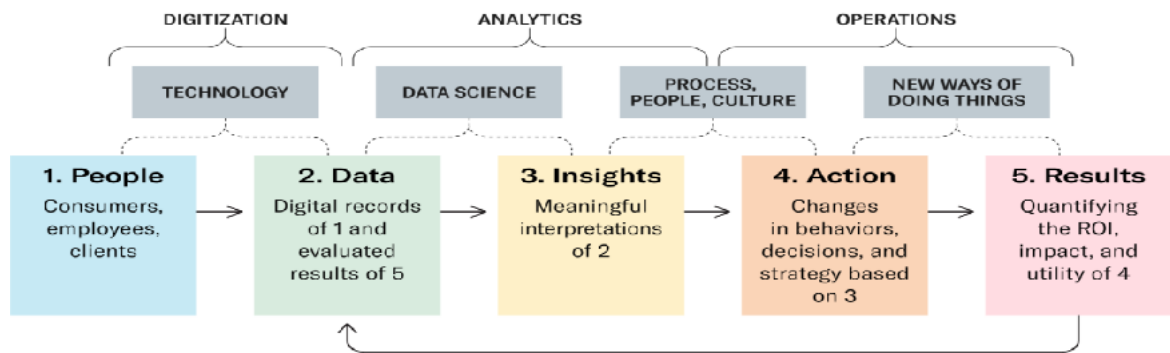 DIGITIZATION
ANALYTICS
OPERATIONS
TECHNOLOGY
DATA SCIENCE
PROCESS,
PEOPLE, CULTURE
NEW WAYS OF
DOING THINGS
1. People
Consumers,
employees,
clients
2. Data
Digital records
of 1 and
evaluated
results of 5
3. Insights
Meaningful
interpretations
of 2
4. Action
Changes
in behaviors,
decisions, and
strategy based
on 3
5. Results
Quantifying
the ROI,
impact, and
utility of 4